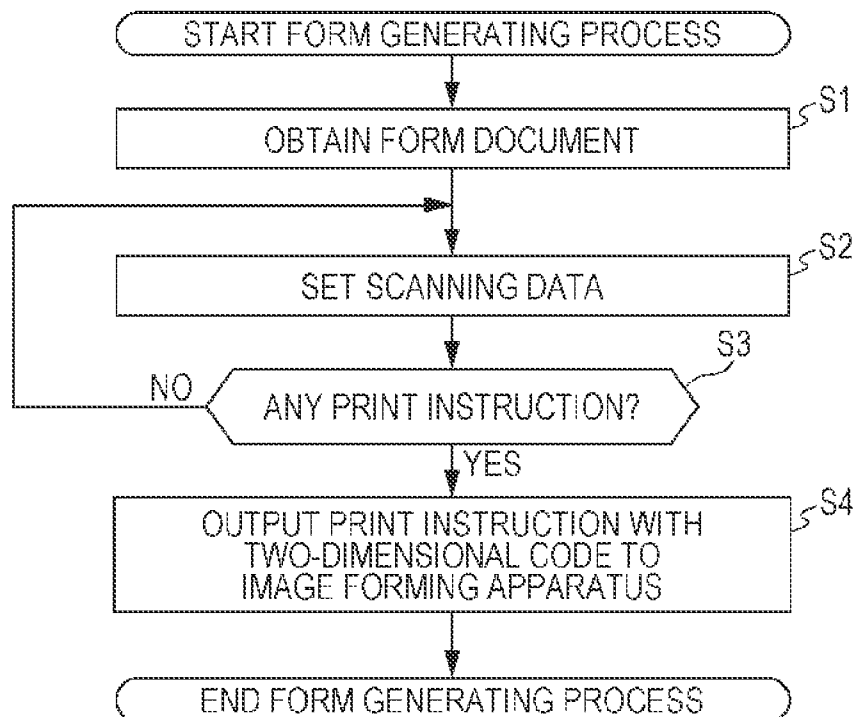 START FORM GENERATING PROCESS
S1
OBTAIN FORM DOCUMENT
S2
SET SCANNING DATA
S3
NO
ANY PRINT INSTRUCTION?
YES
S4
OUTPUT PRINT INSTRUCTION WITH
TWO-DIMENSIONAL CODE TO
IMAGE FORMING APPARATUS
END FORM GENERATING PROCESS